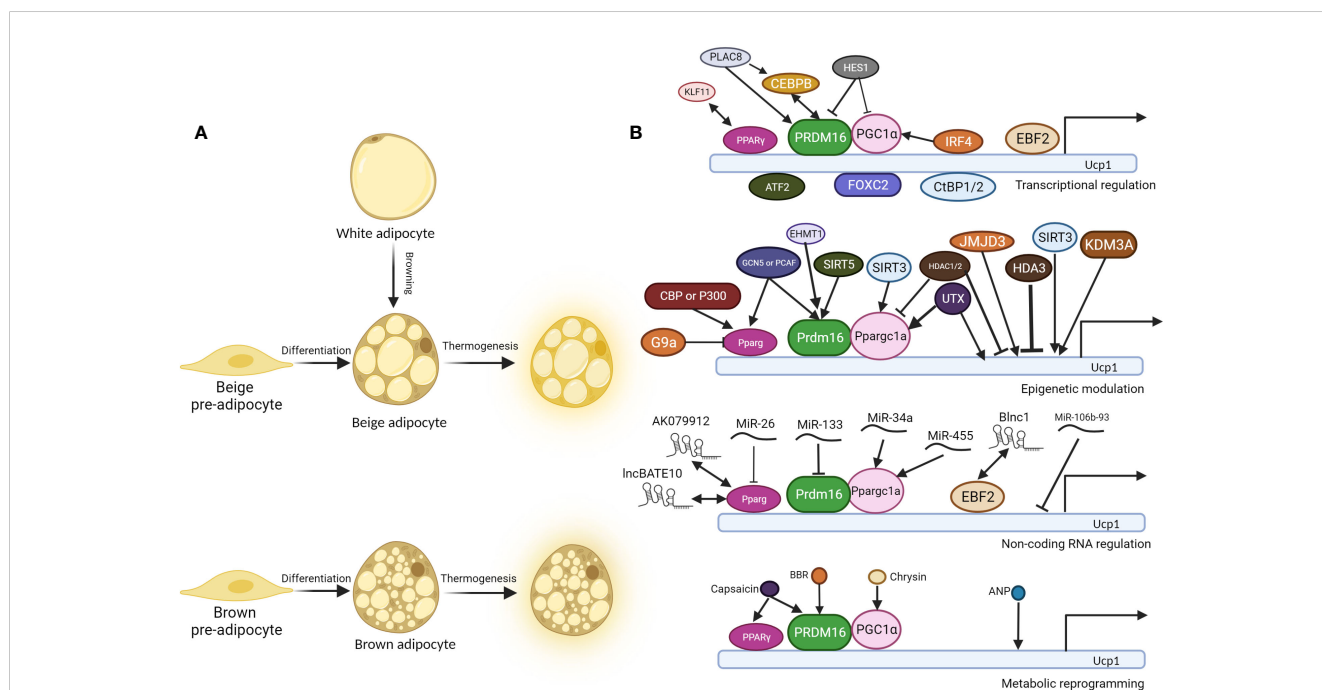 A
White adipocyte
Browning
Differentiation
Thermogenesis
Beige
pre-adipocyte
Beige adipocyte
Differentiation
Thermogenesis
Brown
pre-adipocyte
Brown adipocyte
B
PLAC8
HES1
CEBPB
KLF11
PPARγ
PRDM16
PGC1α
IRF4
EBF2
Ucp1
ATF2
FOXC2
CtBP1/2
Transcriptional regulation
EHMT1
JMJD3
SIRT3
KDM3A
GCN5 or PCAF
SIRT5
SIRT3
HDAC1/2
HDA3
CBP or P300
UTX
G9a
Pparg
Prdm16
Ppargc1a
Ucp1
Epigenetic modulation
AK079912
MiR-26
MiR-133
MiR-34a
MiR-455
Blnc1
MiR-106b-93
lncBATE10
Pparg
Prdm16
Ppargc1a
EBF2
Ucp1
Non-coding RNA regulation
Capsaicin
BBR
Chrysin
ANP
PPARγ
PRDM16
PGC1α
Ucp1
Metabolic reprogramming